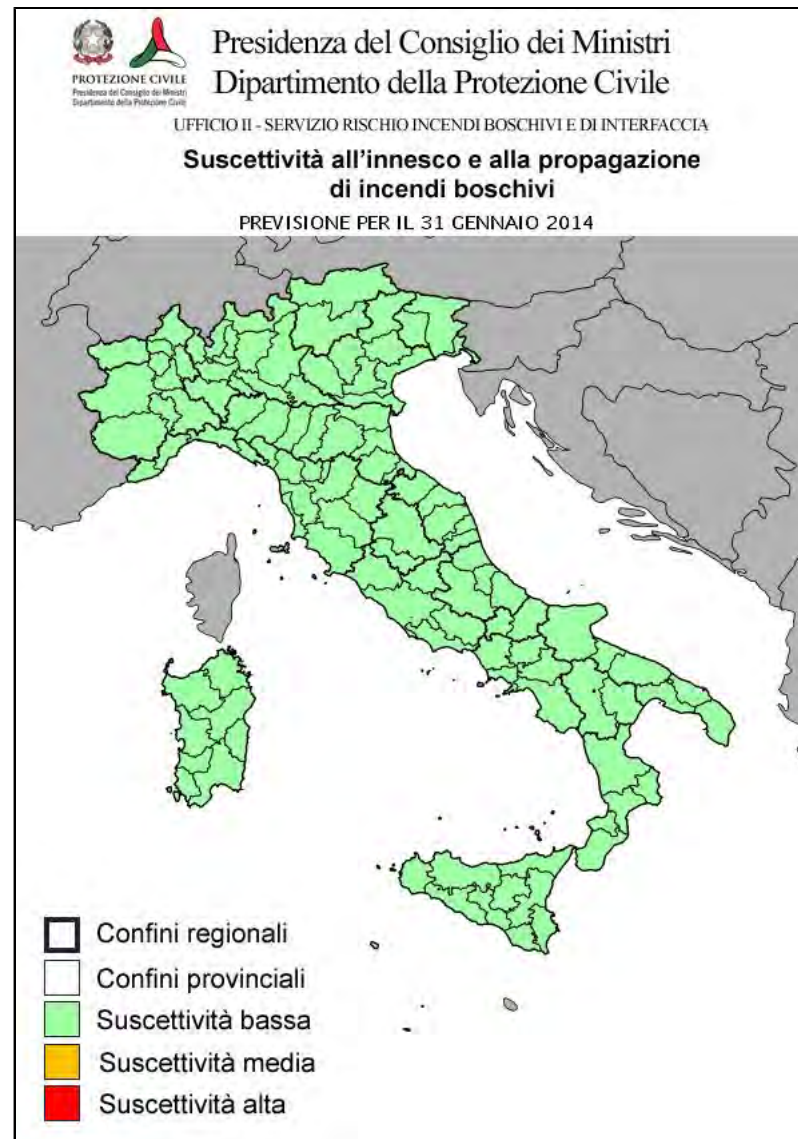 PROTEZIONE CIVILE
Presidenza del Consiglio dei Ministri
Dipartimento della Protezione Civile
Presidenza del Consiglio dei Ministri
Dipartimento della Protezione Civile
UFFICIO II - SERVIZIO RISCHIO INCENDI BOSCHIVI E DI INTERFACCIA
Suscettività all'innesco e alla propagazione
di incendi boschivi
PREVISIONE PER IL 31 GENNAIO 2014
Confini regionali
Confini provinciali
Suscettività bassa
Suscettività media
Suscettività alta